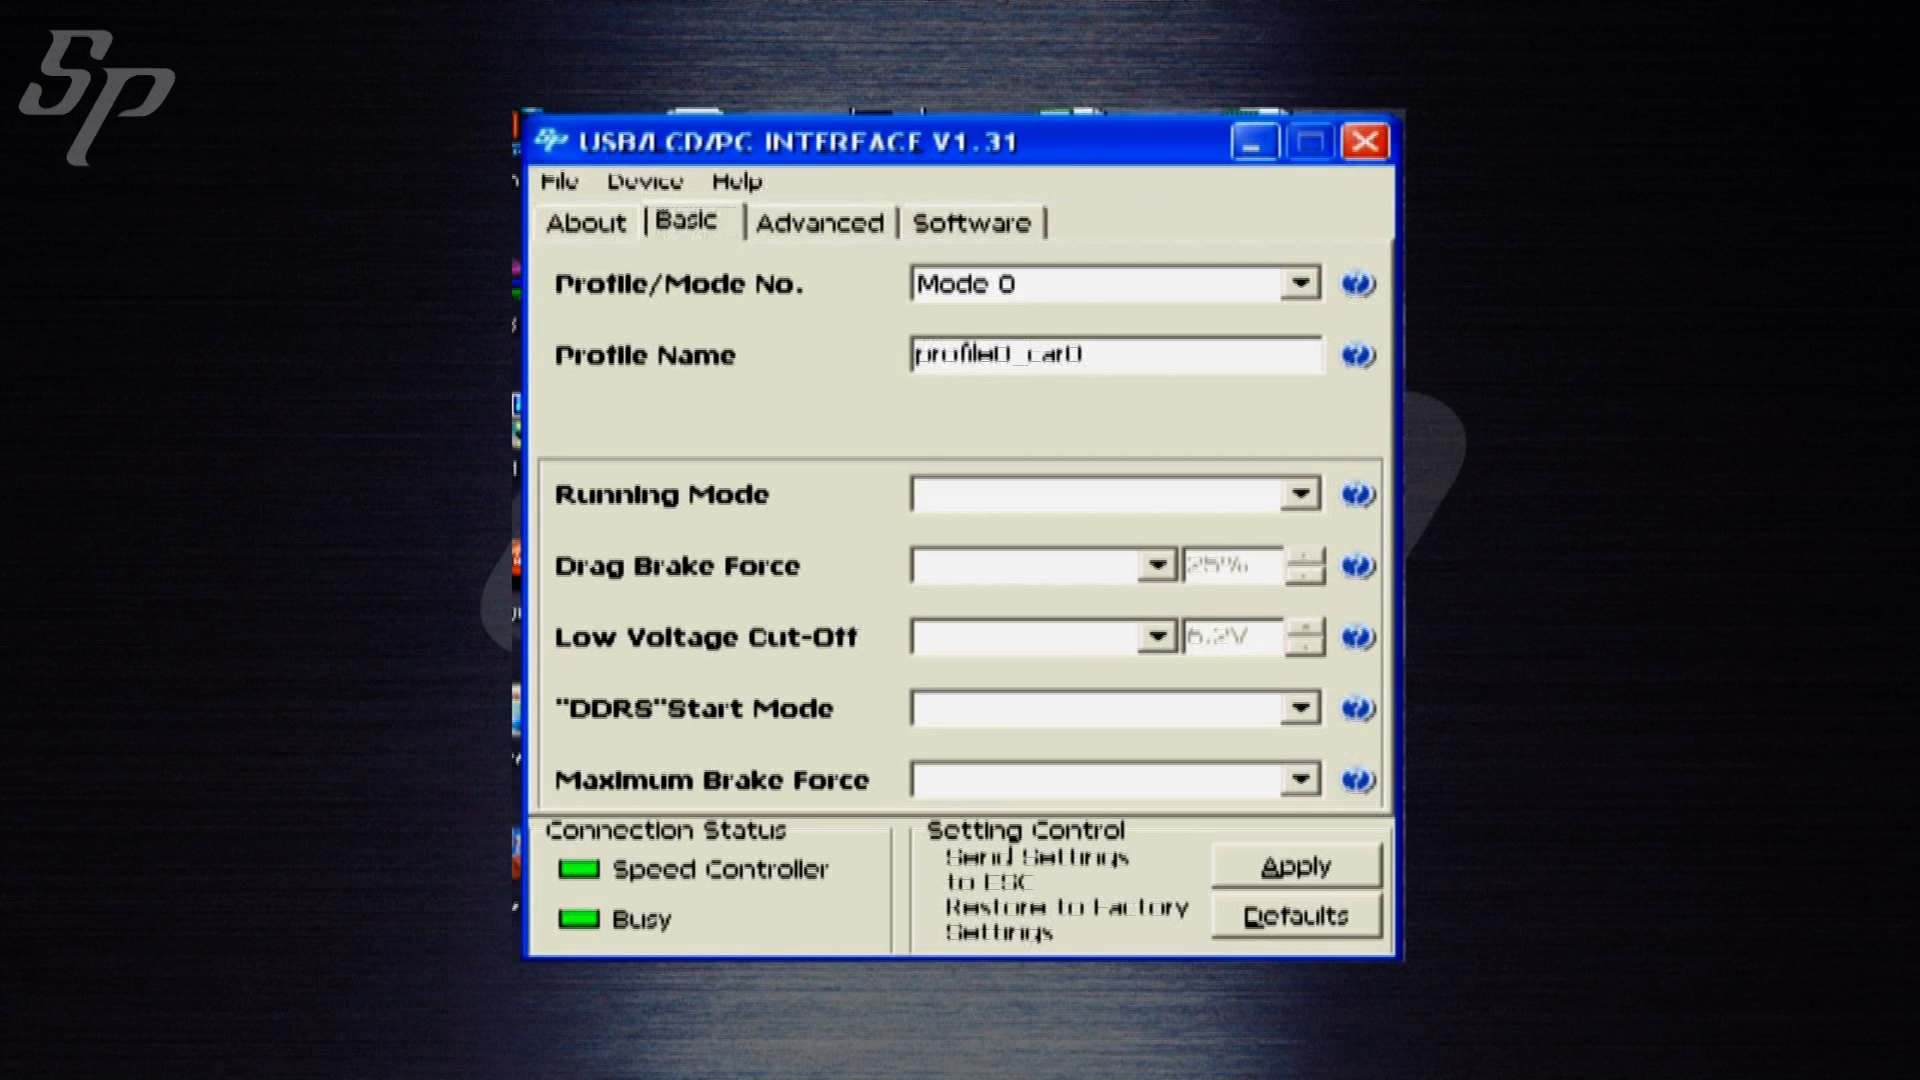 SP
SP USB/LCD/PC INTERFACE V1.31
File Device Help
About Basic Advanced Software
Profile/Mode No. Mode 0
Profile Name profile0_car0
Running Mode
Drag Brake Force 25%
Low Voltage Cut-Off 6.2V
"DDRS"Start Mode
Maximum Brake Force
Connection Status
Speed Controller
Busy
Setting Control
Send Settings
to ESC
Apply
Restore to Factory
Settings
Defaults